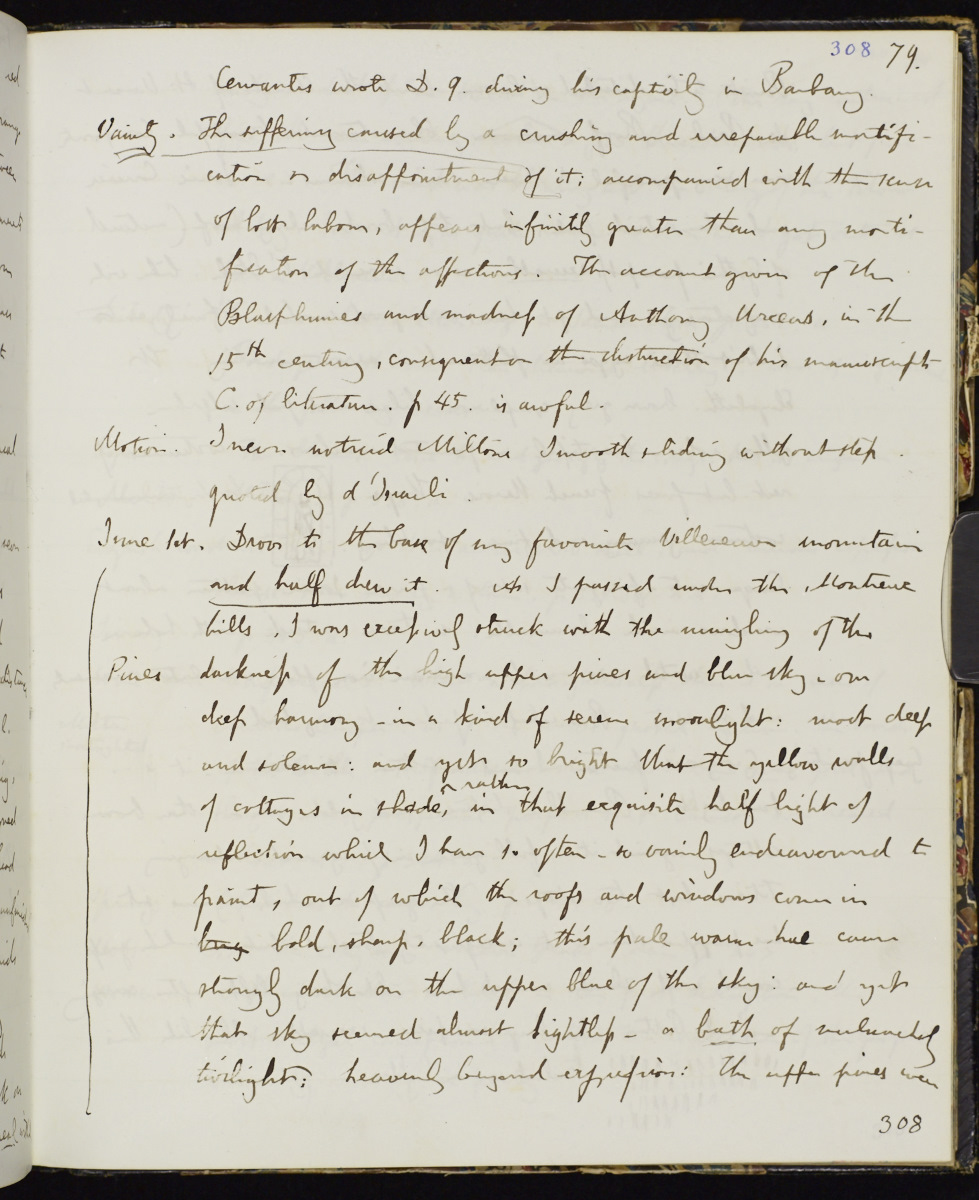 308 79.
Cervantes wrote D. Q. during his captivity in Barbary.
Vanity. The suffering caused by a crushing and irreparable mortifi-
cation or disappointment of it; accompanied with the sense
of lost labour, appears infinitely greater than any morti-
fication of the affections. The account given of the
Blasphemies and madness of Anthony Urceus, in the
15th century, consequent on the destruction of his manuscripts
C. of literature. p 45. is awful.
Motion. I never noticed Miltons Smooth sliding without step.
quoted by d'Israeli.
June 1st. Drove to the base of my favourite Villeneuve mountain
and half drew it. As I passed under the Montreux
hills, I was excessively struck with the mingling of the
Pines darkness of the high upper pines and blue sky - one
deep harmony - in a kind of serene moonlight: most deep
and solemn: and yet so bright that the yellow walls
of cottages in shade, or rather in that exquisite half light of
reflection which I have so often - so vainly endeavoured to
paint, out of which the roofs and windows come in
bold, sharp, black; this pale warm hue came
strongly dark on the upper blue of the sky: and yet
that sky seemed almost lightless - a bath of
twilight; heavenly beyond expression: The upper pines were
308